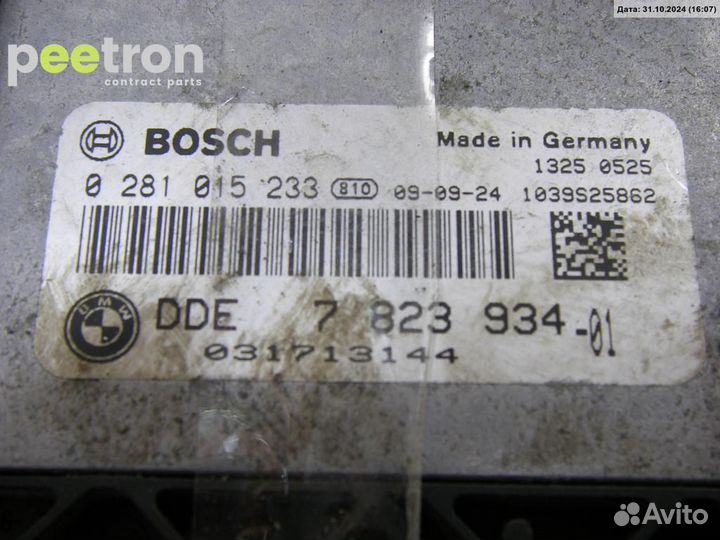 Дата: 31.10.2024 (16:07)
peetron
contract parts
BOSCH
Made in Germany
1325 0525
0 281 015 233 810 09-09-24 1039S25862
BMW
DDE 7 823 934-01
031713144
Avito